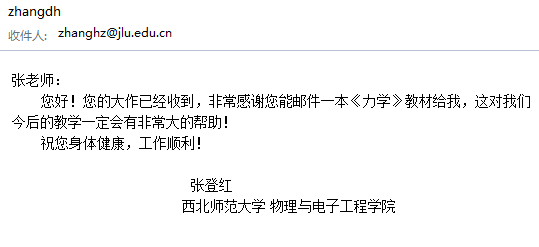 zhangdh
收件人: zhanghz@jlu.edu.cn
张老师：
您好！您的大作已经收到，非常感谢您能邮件一本《力学》教材给我，这对我们
今后的教学一定会有非常大的帮助！
祝您身体健康，工作顺利！
张登红
西北师范大学 物理与电子工程学院